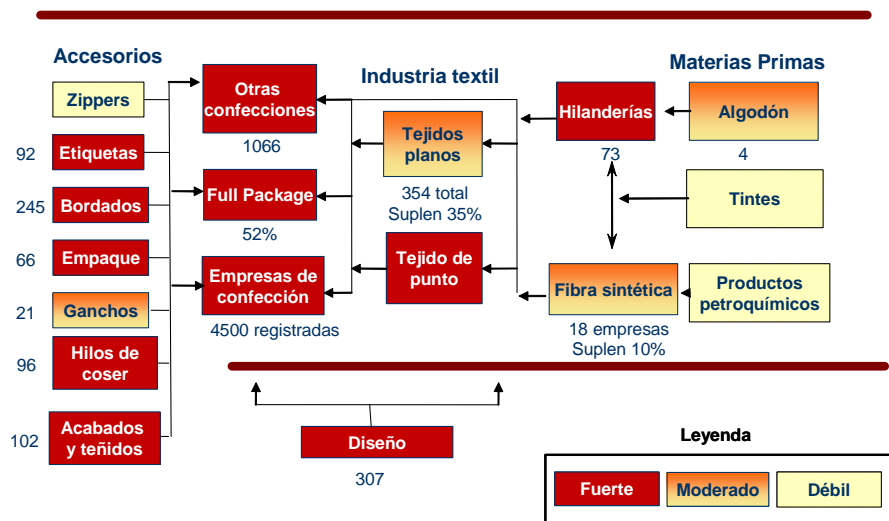 Accesorios
Zippers
92
Etiquetas
245
Bordados
66
Empaque
21
Ganchos
96
Hilos de
coser
102
Acabados
y teñidos
Otras
confecciones
1066
Full Package
52%
Empresas de
confección
4500 registradas
Industria textil
Tejidos
planos
354 total
Suplen 35%
Tejido de
punto
Materias Primas
Hilanderías
73
Algodón
4
Tintes
Fibra sintética
18 empresas
Suplen 10%
Productos
petroquímicos
Diseño
307
Leyenda
Fuerte
Moderado
Débil